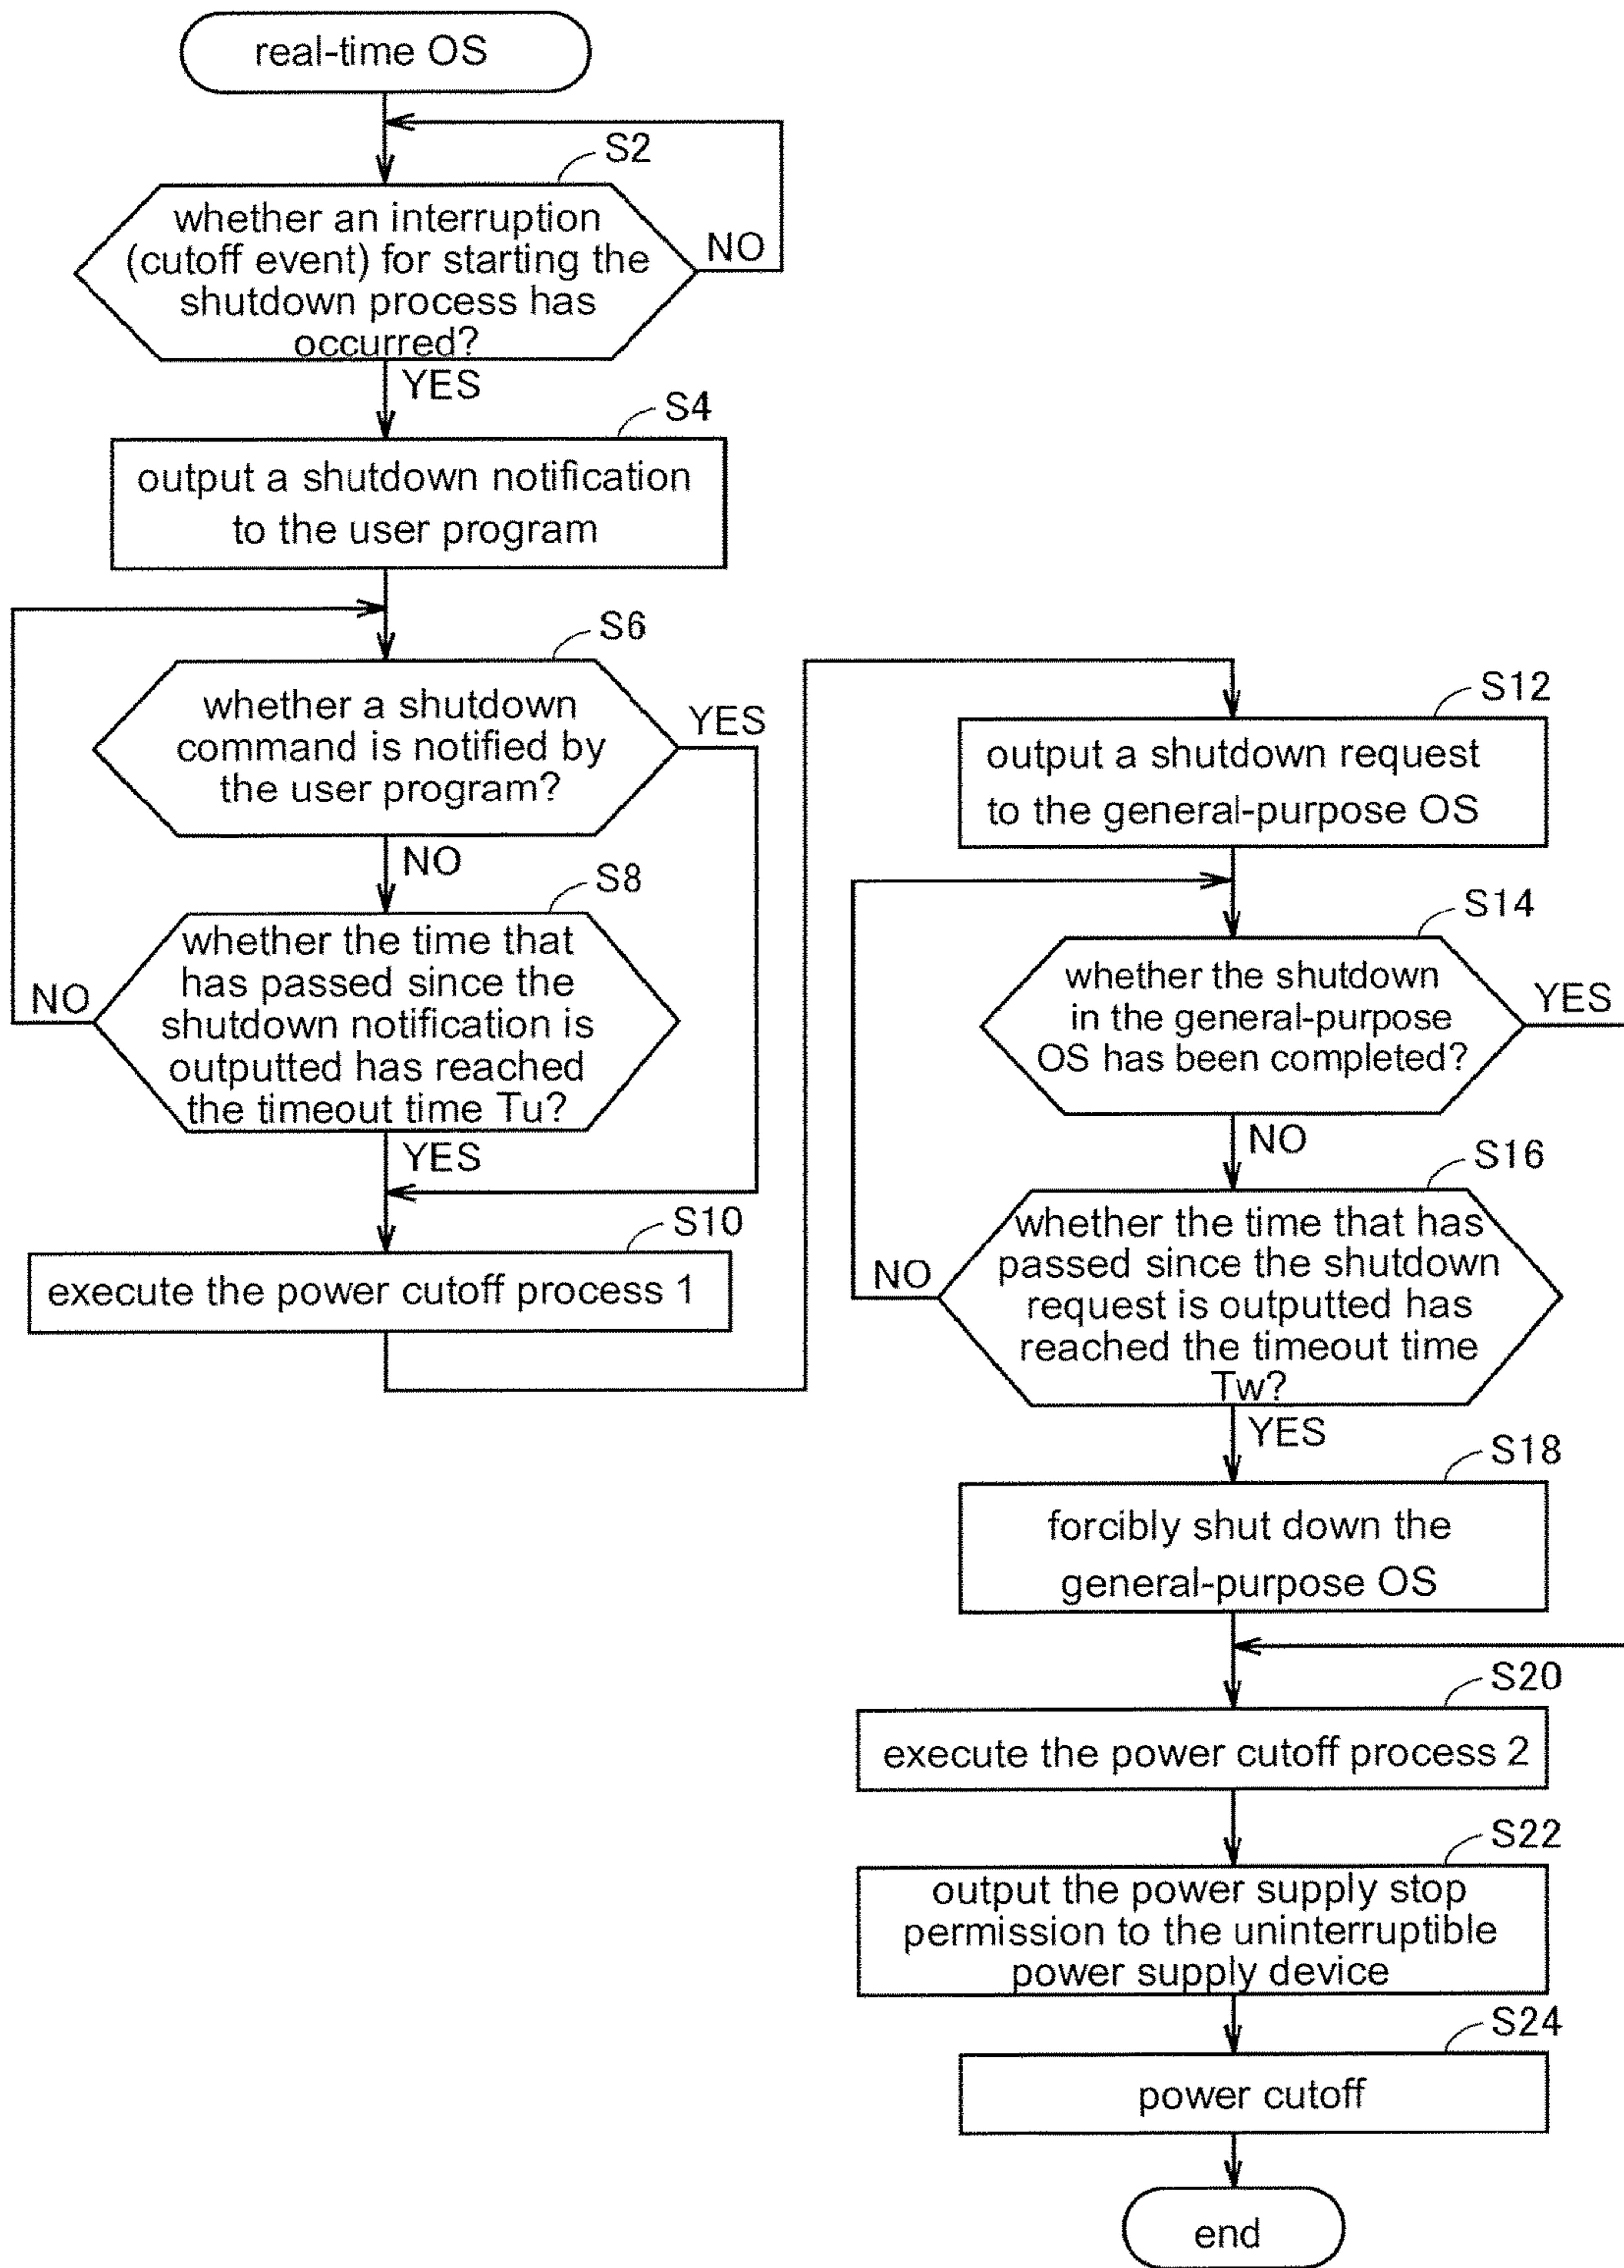 real-time OS
S2
whether an interruption
(cutoff event) for starting the
shutdown process has
occurred?
NO
YES
S4
output a shutdown notification
to the user program
S6
whether a shutdown
command is notified by
the user program?
YES
NO
S8
whether the time that
has passed since the
shutdown notification is
outputted has reached
the timeout time Tu?
NO
YES
S10
execute the power cutoff process 1
S12
output a shutdown request
to the general-purpose OS
S14
whether the shutdown
in the general-purpose
OS has been completed?
YES
NO
S16
whether the time that has
passed since the shutdown
request is outputted has
reached the timeout time
Tw?
NO
YES
S18
forcibly shut down the
general-purpose OS
S20
execute the power cutoff process 2
S22
output the power supply stop
permission to the uninterruptible
power supply device
S24
power cutoff
end